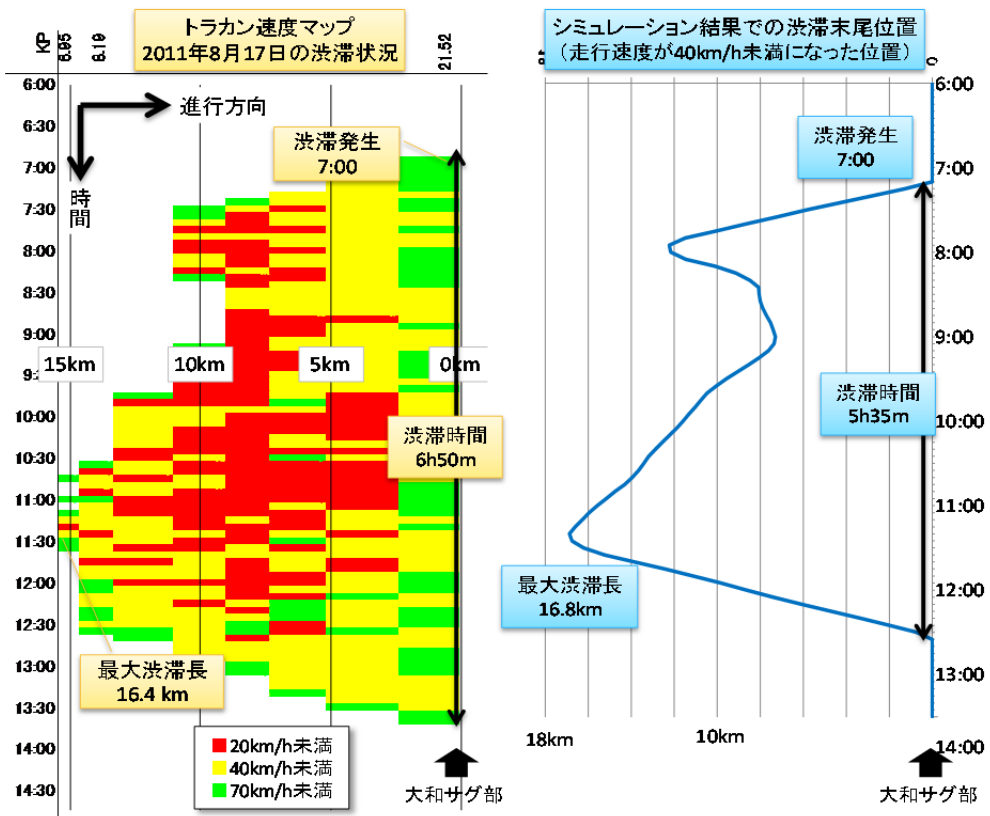 トラカン速度マップ
2011年8月17日の渋滞状況
KP
6.95
8.19
21.52
進行方向
時間
6:00
6:30
7:00
7:30
8:00
8:30
9:00
10:00
10:30
11:00
11:30
12:00
12:30
13:00
13:30
14:00
14:30
渋滞発生
7:00
15km
10km
5km
0km
渋滞時間
6h50m
最大渋滞長
16.4 km
20km/h未満
40km/h未満
70km/h未満
大和サグ部
シミュレーション結果での渋滞末尾位置
(走行速度が40km/h未満になった位置)
0
渋滞発生
7:00
6:00
7:00
8:00
9:00
10:00
11:00
12:00
13:00
14:00
渋滞時間
5h35m
最大渋滞長
16.8km
18km
10km
大和サグ部